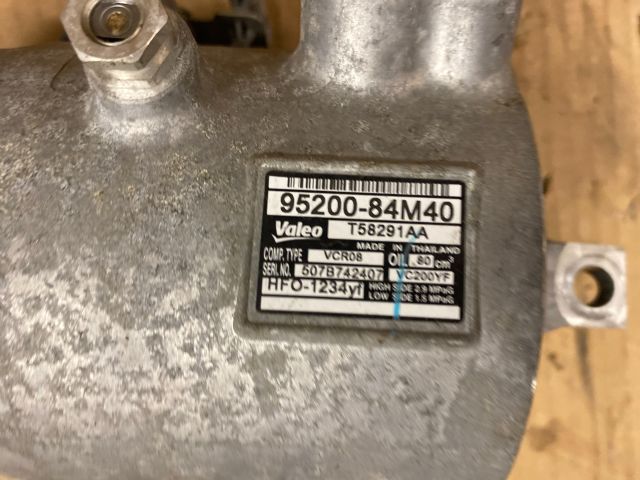 95200-84M40
Valeo T58291AA
MADE IN THAILAND
COMP. TYPE VCR08 OIL 80 cm³
SERI. NO. 507B742407 YC200YF
HFO-1234yf HIGH SIDE 2.9 MPaG
LOW SIDE 1.5 MPaG